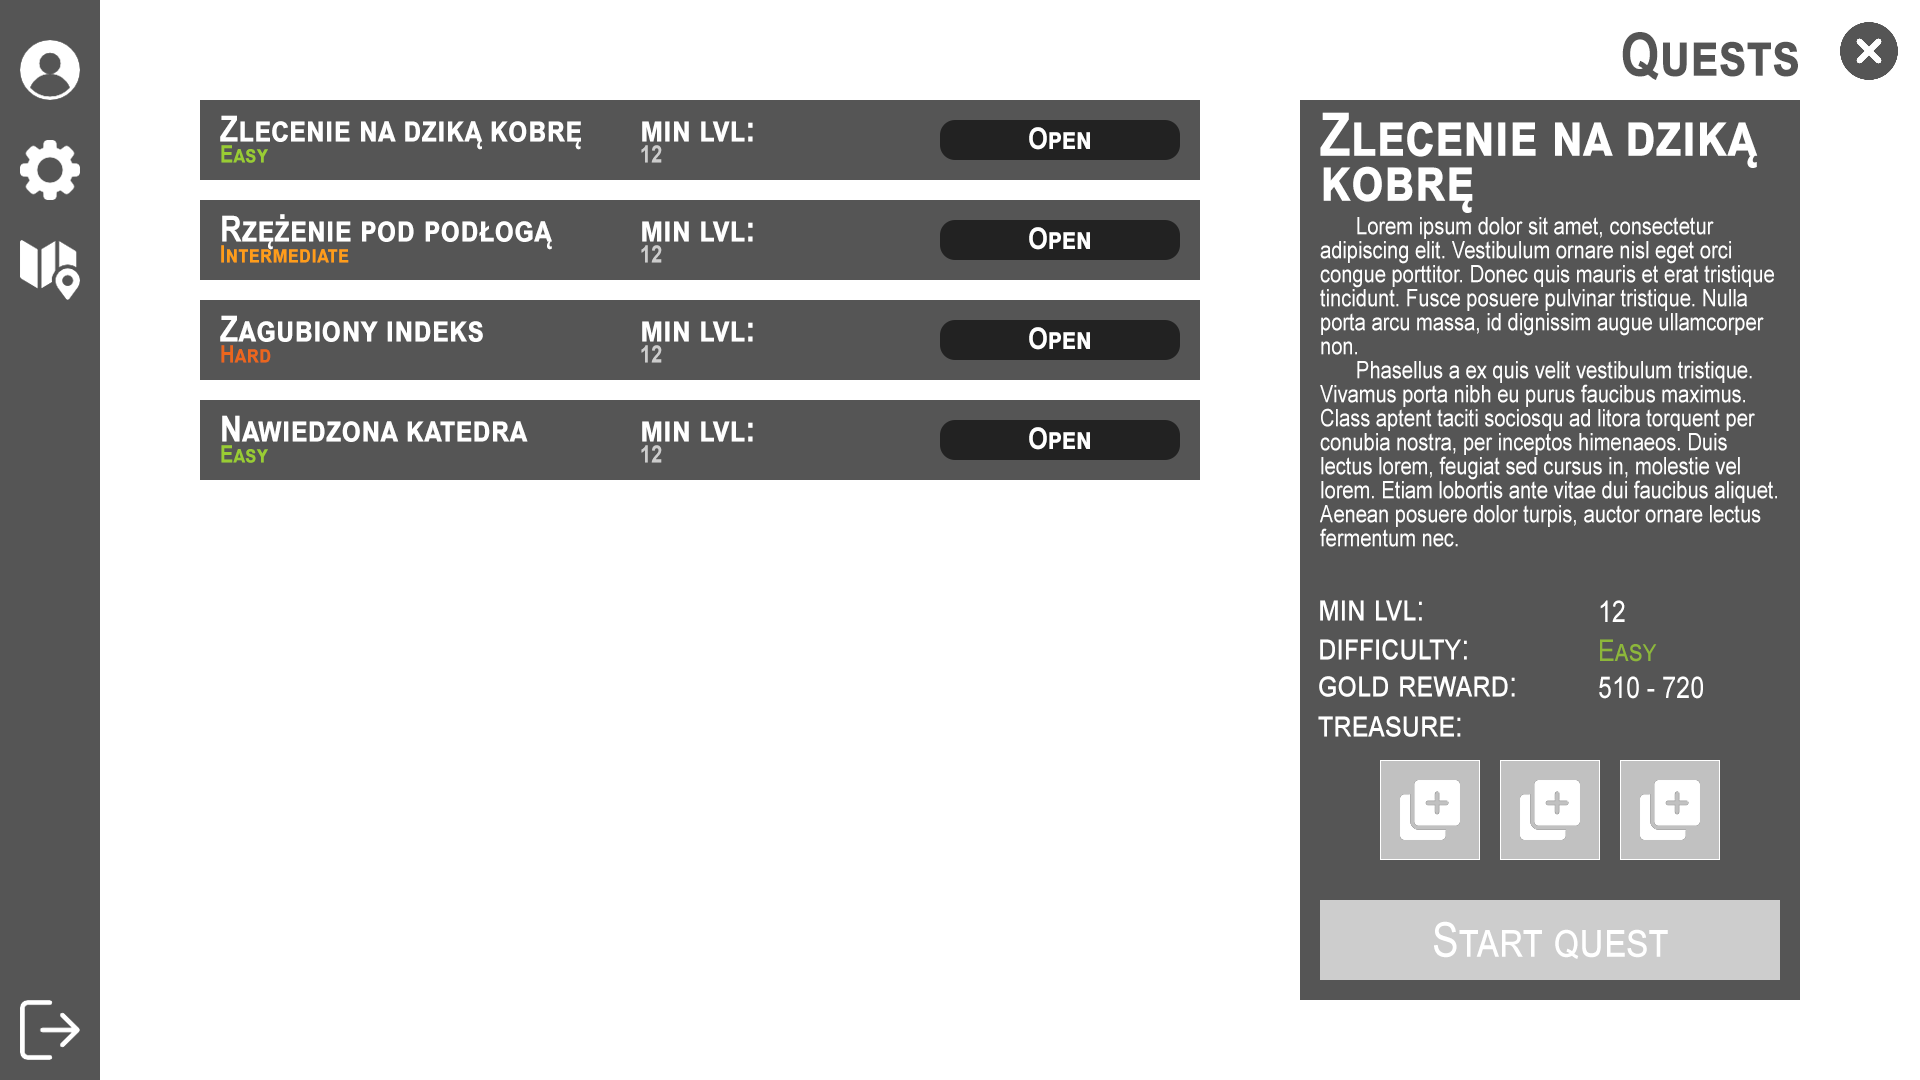 Quests
Zlecenie na dziką kobrę
Easy
min lvl:
12
Open
Rzężenie pod podłogą
Intermediate
min lvl:
12
Open
Zagubiony indeks
Hard
min lvl:
12
Open
Nawiedzona katedra
Easy
min lvl:
12
Open
Zlecenie na dziką
kobrę
Lorem ipsum dolor sit amet, consectetur
adipiscing elit. Vestibulum ornare nisl eget orci
congue porttitor. Donec quis mauris et erat tristique
tincidunt. Fusce posuere pulvinar tristique. Nulla
porta arcu massa, id dignissim augue ullamcorper
non.
Phasellus a ex quis velit vestibulum tristique.
Vivamus porta nibh eu purus faucibus maximus.
Class aptent taciti sociosqu ad litora torquent per
conubia nostra, per inceptos himenaeos. Duis
lectus lorem, feugiat sed cursus in, molestie vel
lorem. Etiam lobortis ante vitae dui faucibus aliquet.
Aenean posuere dolor turpis, auctor ornare lectus
fermentum nec.
min lvl: 12
difficulty: Easy
gold reward: 510 - 720
treasure:
Start quest